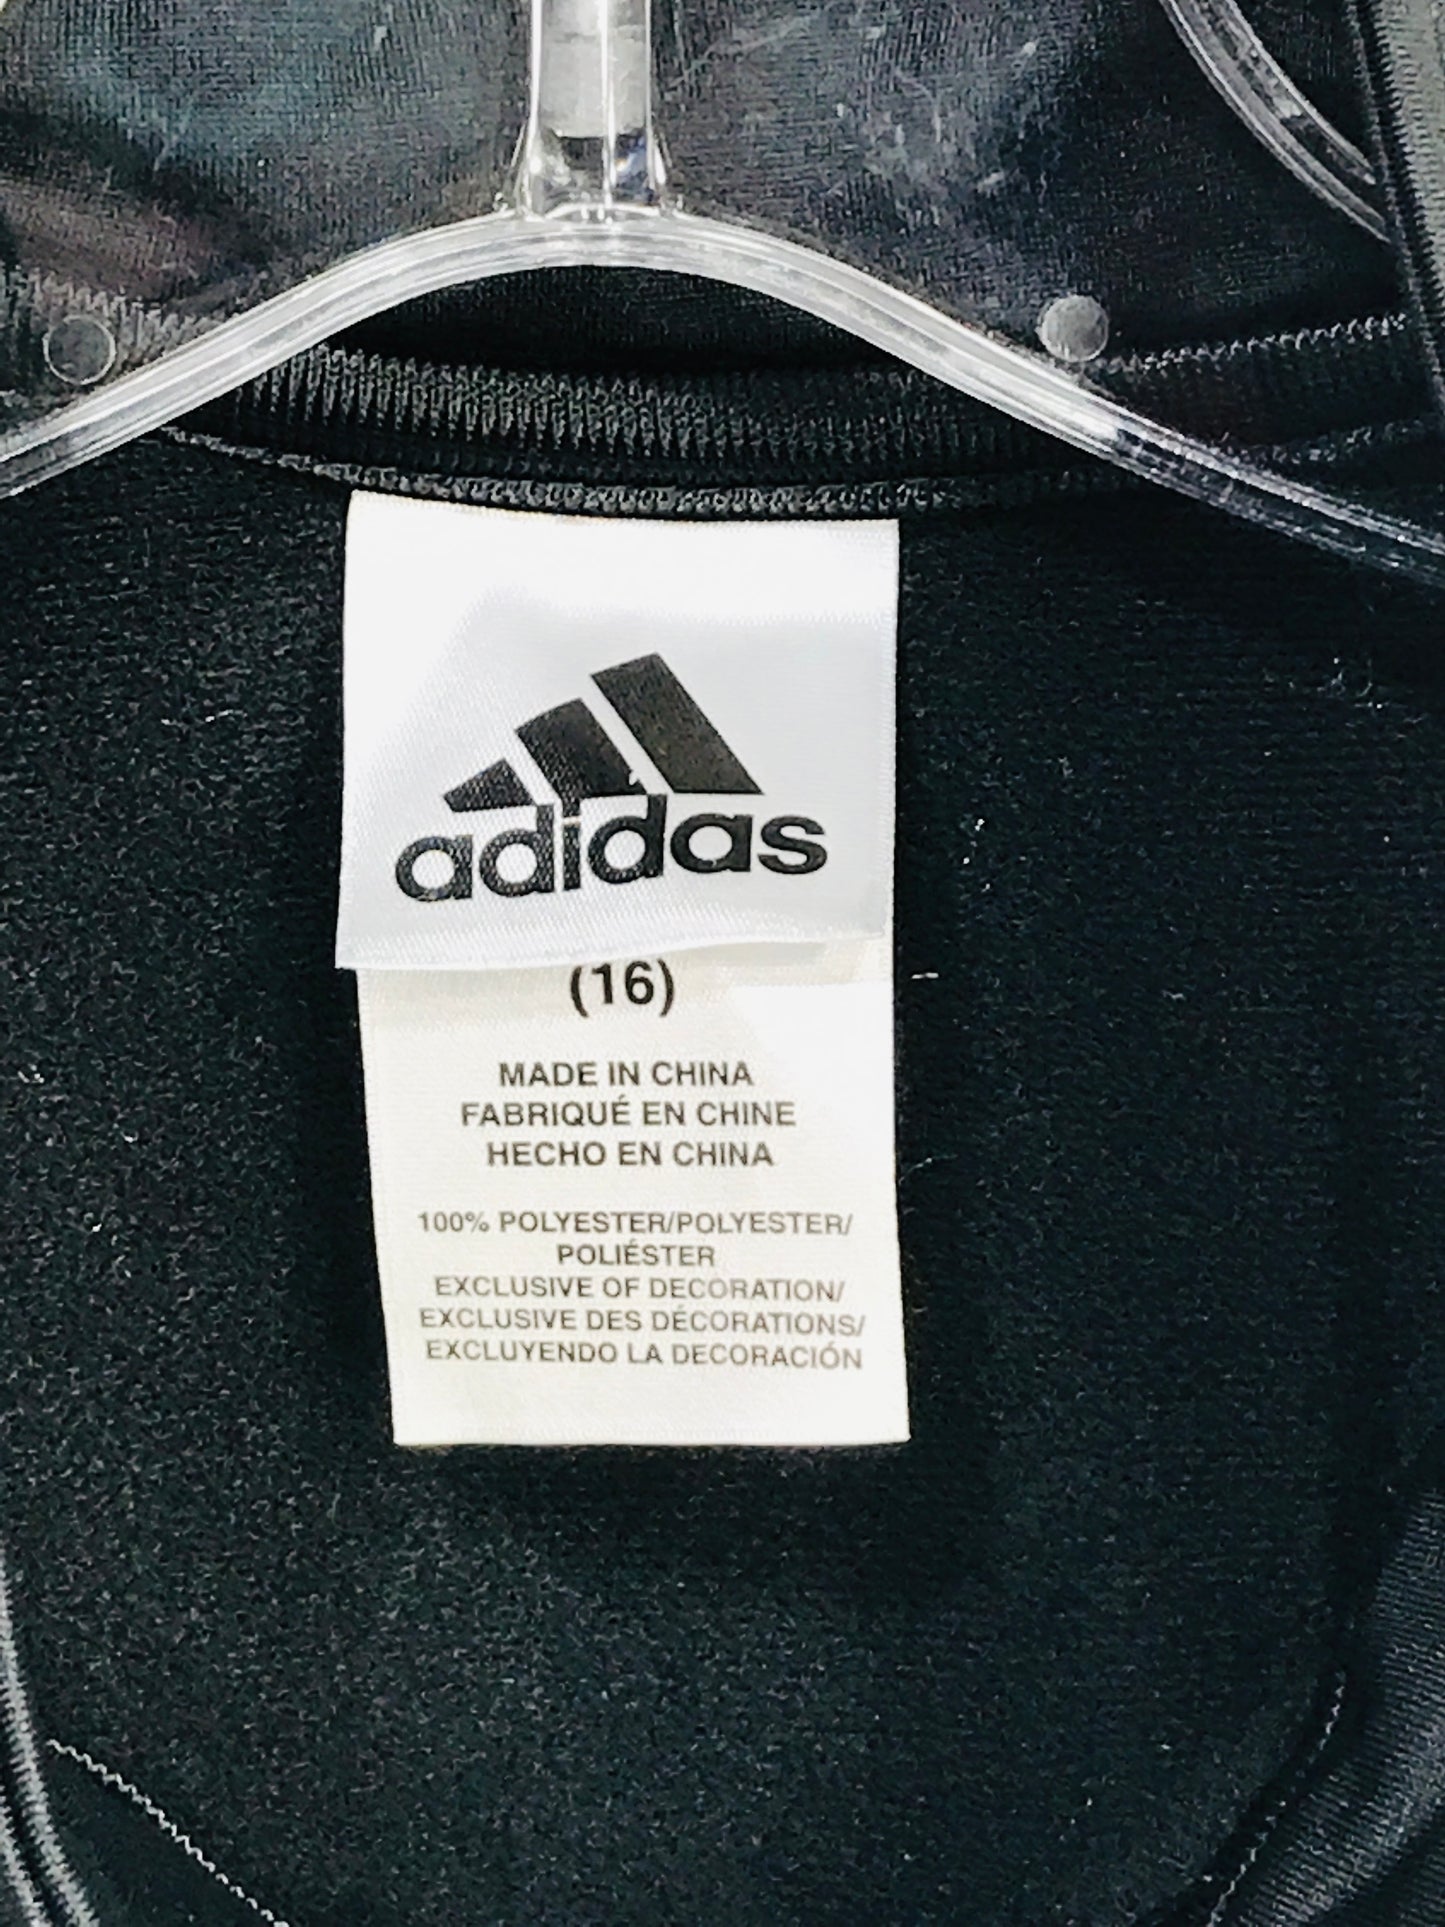 adidas
(16)
MADE IN CHINA
FABRIQUÉ EN CHINE
HECHO EN CHINA
100% POLYESTER/POLYESTER/
POLIÉSTER
EXCLUSIVE OF DECORATION/
EXCLUSIVE DES DÉCORATIONS/
EXCLUYENDO LA DECORACIÓN